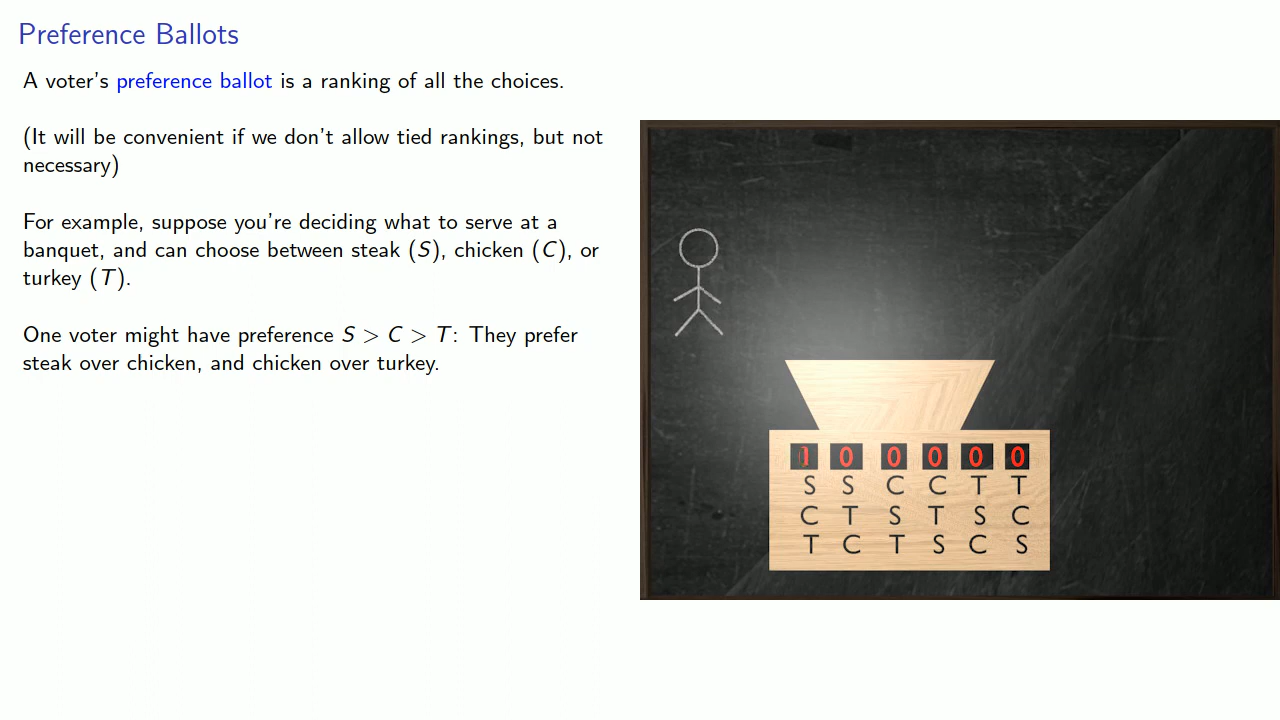 Preference Ballots
A voter's preference ballot is a ranking of all the choices.
(It will be convenient if we don't allow tied rankings, but not
necessary)
For example, suppose you're deciding what to serve at a
banquet, and can choose between steak (S), chicken (C), or
turkey (T).
One voter might have preference S > C > T: They prefer
steak over chicken, and chicken over turkey.
1 0 0 0 0 0
S S C C T T
C T S T S C
T C T S C S